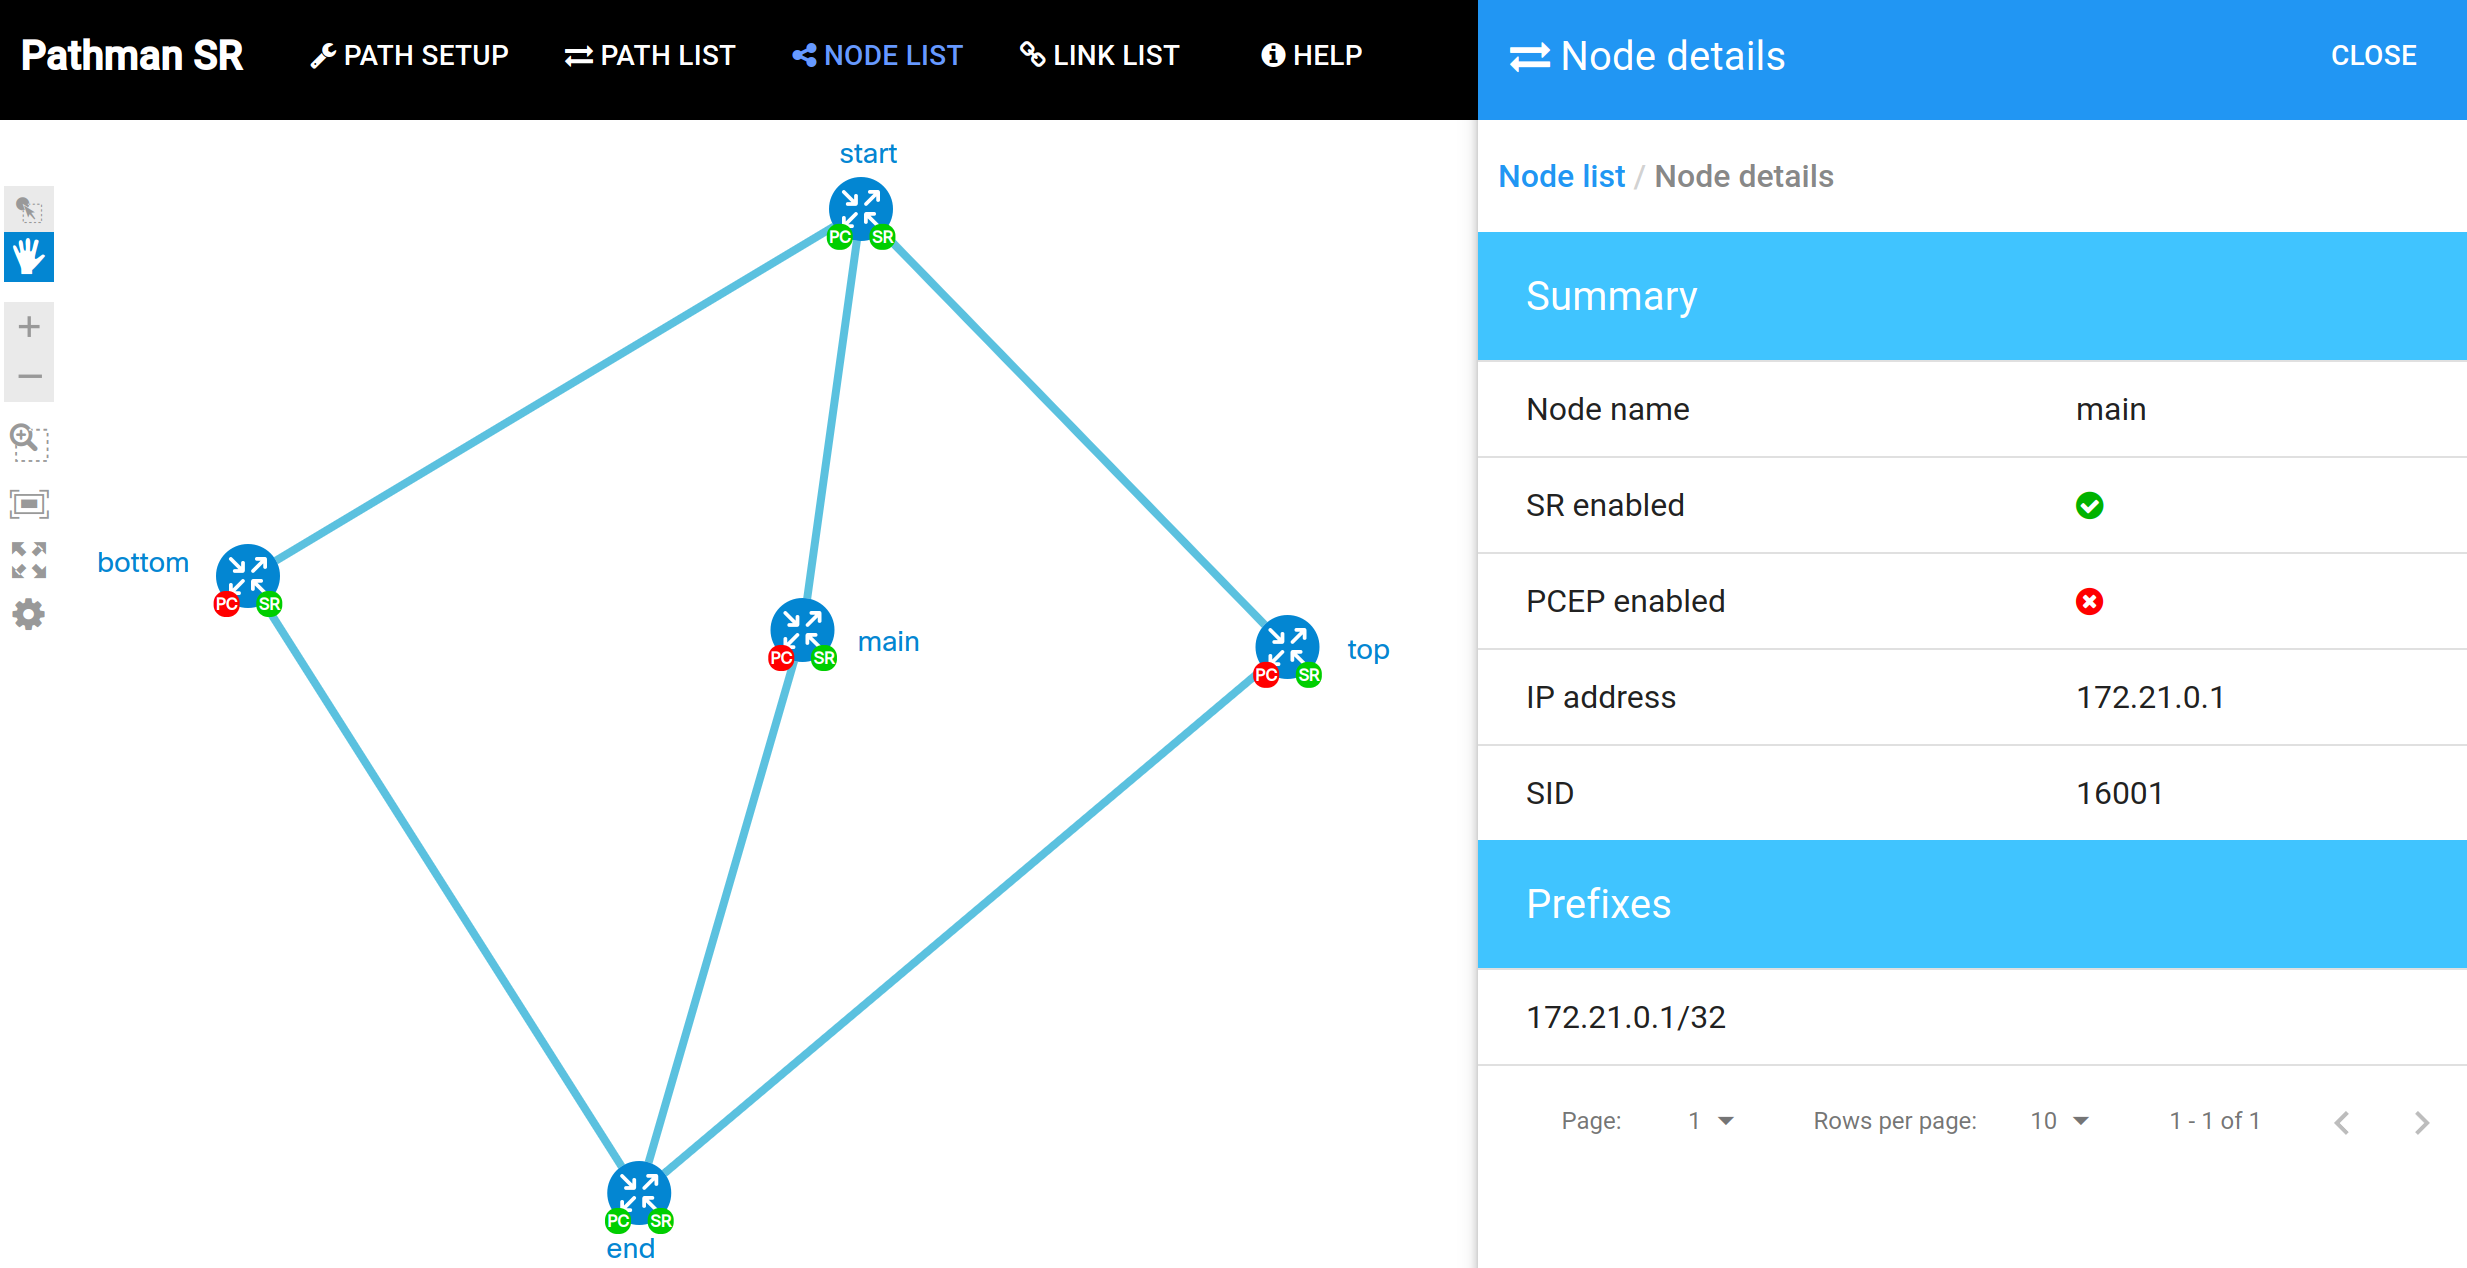 Pathman SR PATH SETUP PATH LIST NODE LIST LINK LIST HELP
Node details CLOSE
Node list / Node details
Summary
Node name main
SR enabled
PCEP enabled
IP address 172.21.0.1
SID 16001
Prefixes
172.21.0.1/32
Page: 1 Rows per page: 10 1 - 1 of 1
start
PC SR
bottom
PC SR
main
PC SR
top
PC SR
PC SR
end